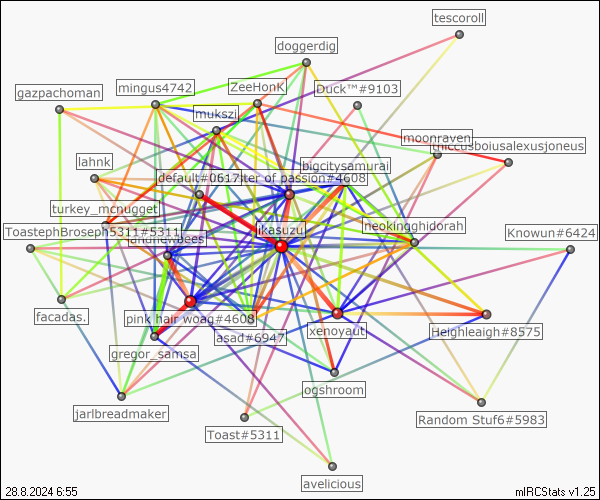 tescoroll
doggerdig
mingus4742
ZeeHonK
Duck™#9103
gazpachoman
mukszi
moonraven
thiccusboiusalexusjoneus
lahnk
bigcitysamurai
default#0617
ter of passion#4608
turkey_mcnugget
ToastephBroseph5311#5311
ikasuzu
neokingghidorah
Knowun#6424
facadas.
pink hair woag#4608
asad#6947
xenoyaut
Heighleaigh#8575
gregor_samsa
ogshroom
jarlbreadmaker
Toast#5311
Random Stuf6#5983
avelicious
28.8.2024 6:55
mIRCStats v1.25